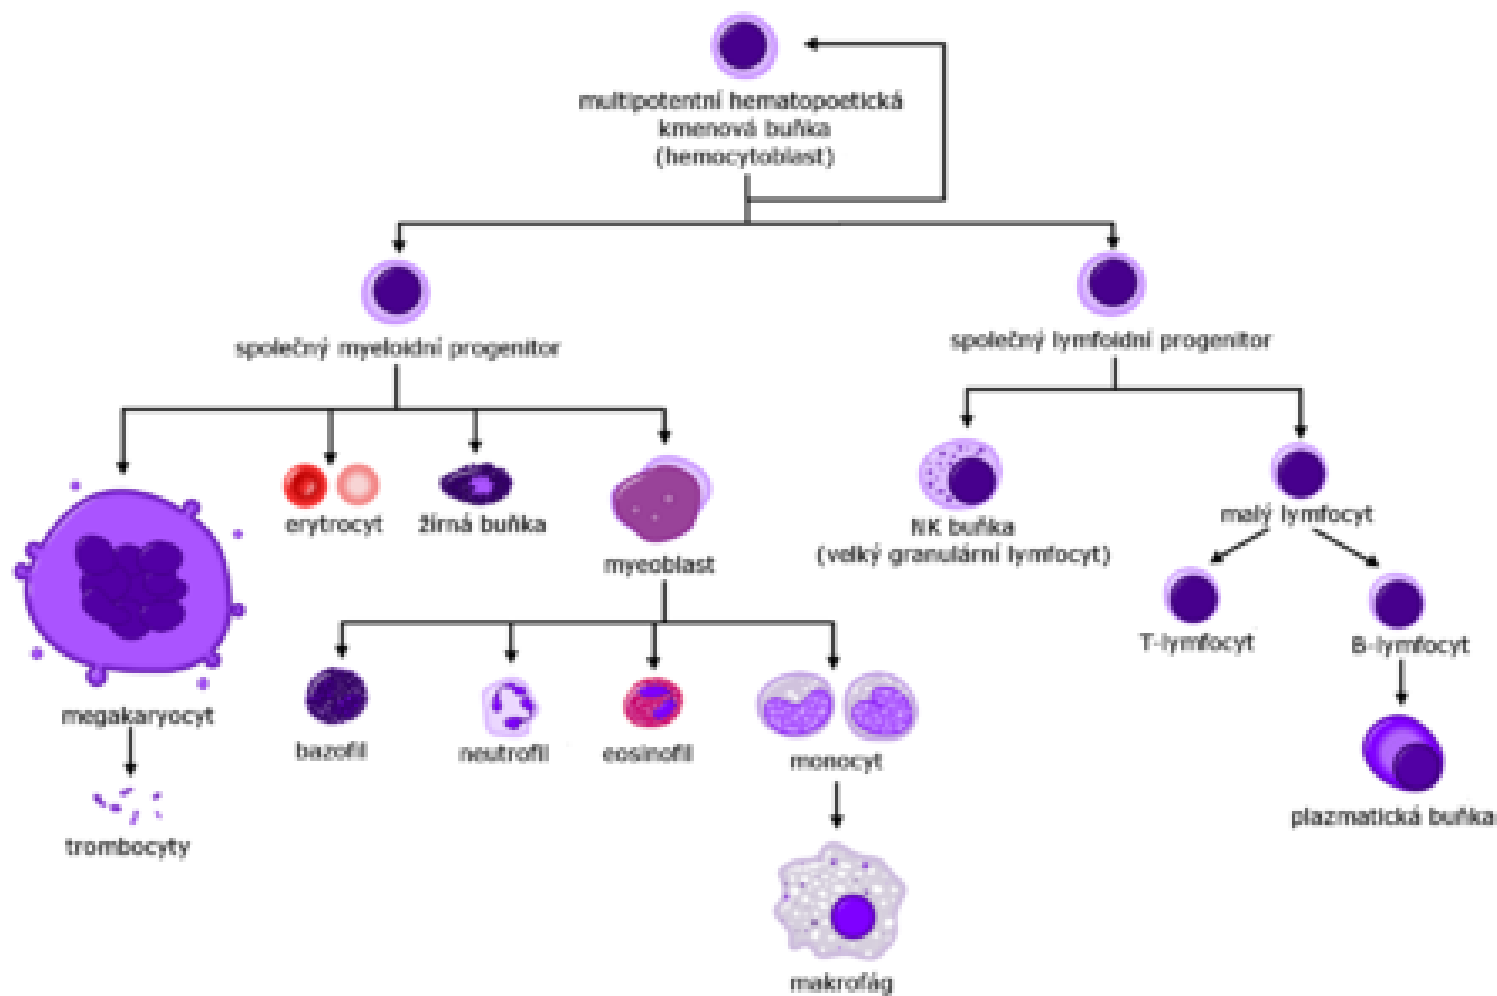 multipotentní hematopoetická
kmenová buňka
(hemocytoblast)
společný myeloidní progenitor
společný lymfoidní progenitor
erytrocyt
žírná buňka
myeoblast
NK buňka
(velký granulární lymfocyt)
malý lymfocyt
T-lymfocyt
B-lymfocyt
megakaryocyt
bazofil
neutrofil
eosinofil
monocyt
plazmatická buňka
trombocyty
makrofág